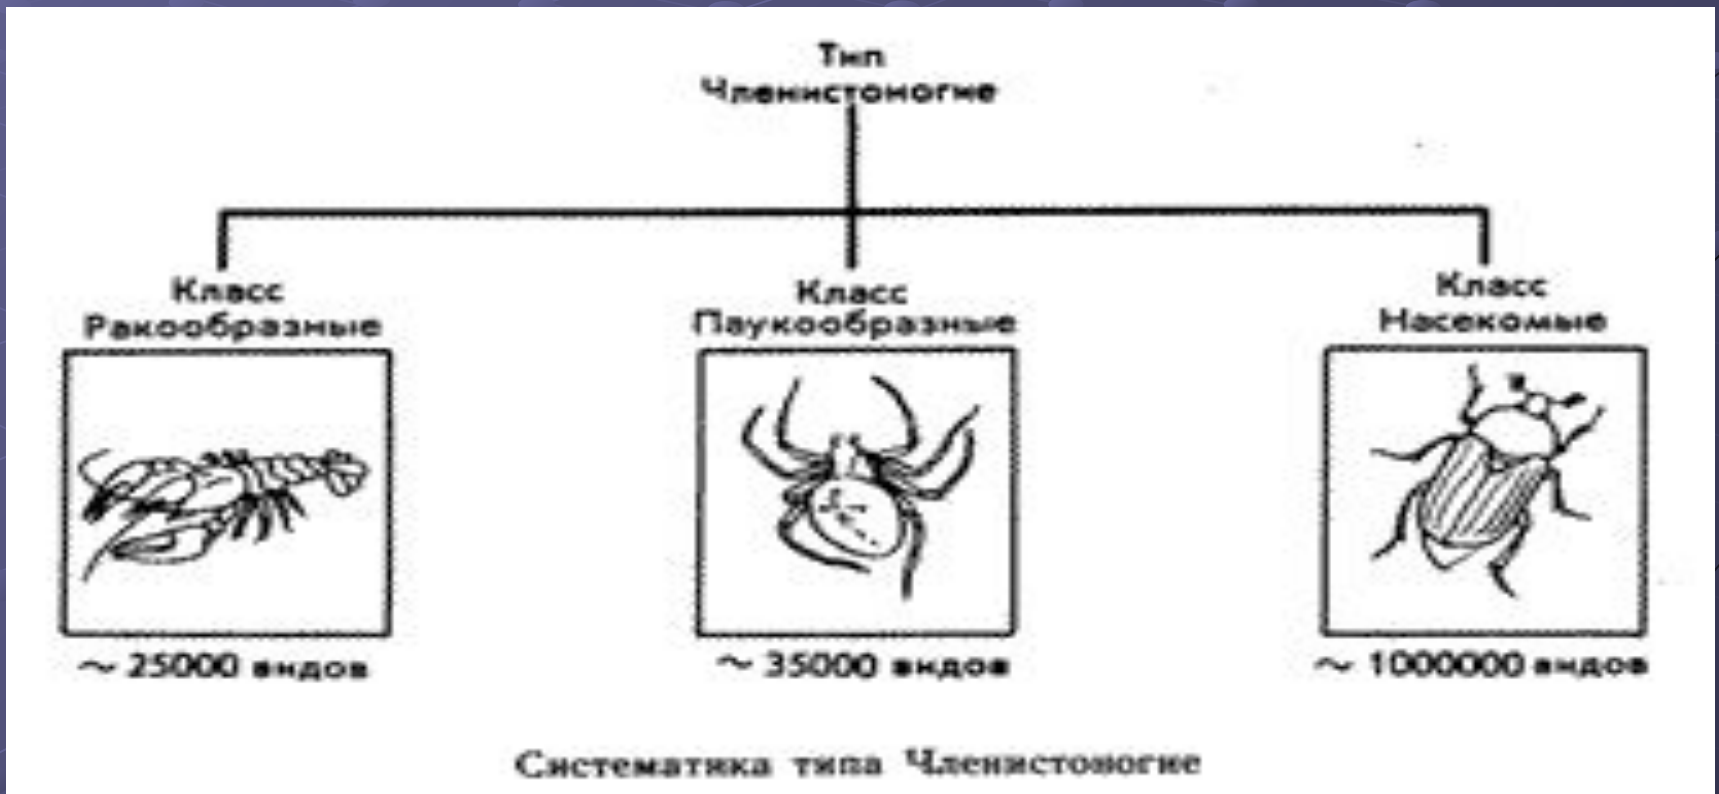 Тип
Членистоногие
Класс
Ракообразные
Класс
Паукообразные
Класс
Насекомые
~ 25000 видов
~ 35000 видов
~ 1000000 видов
Систематика типа Членистоногие